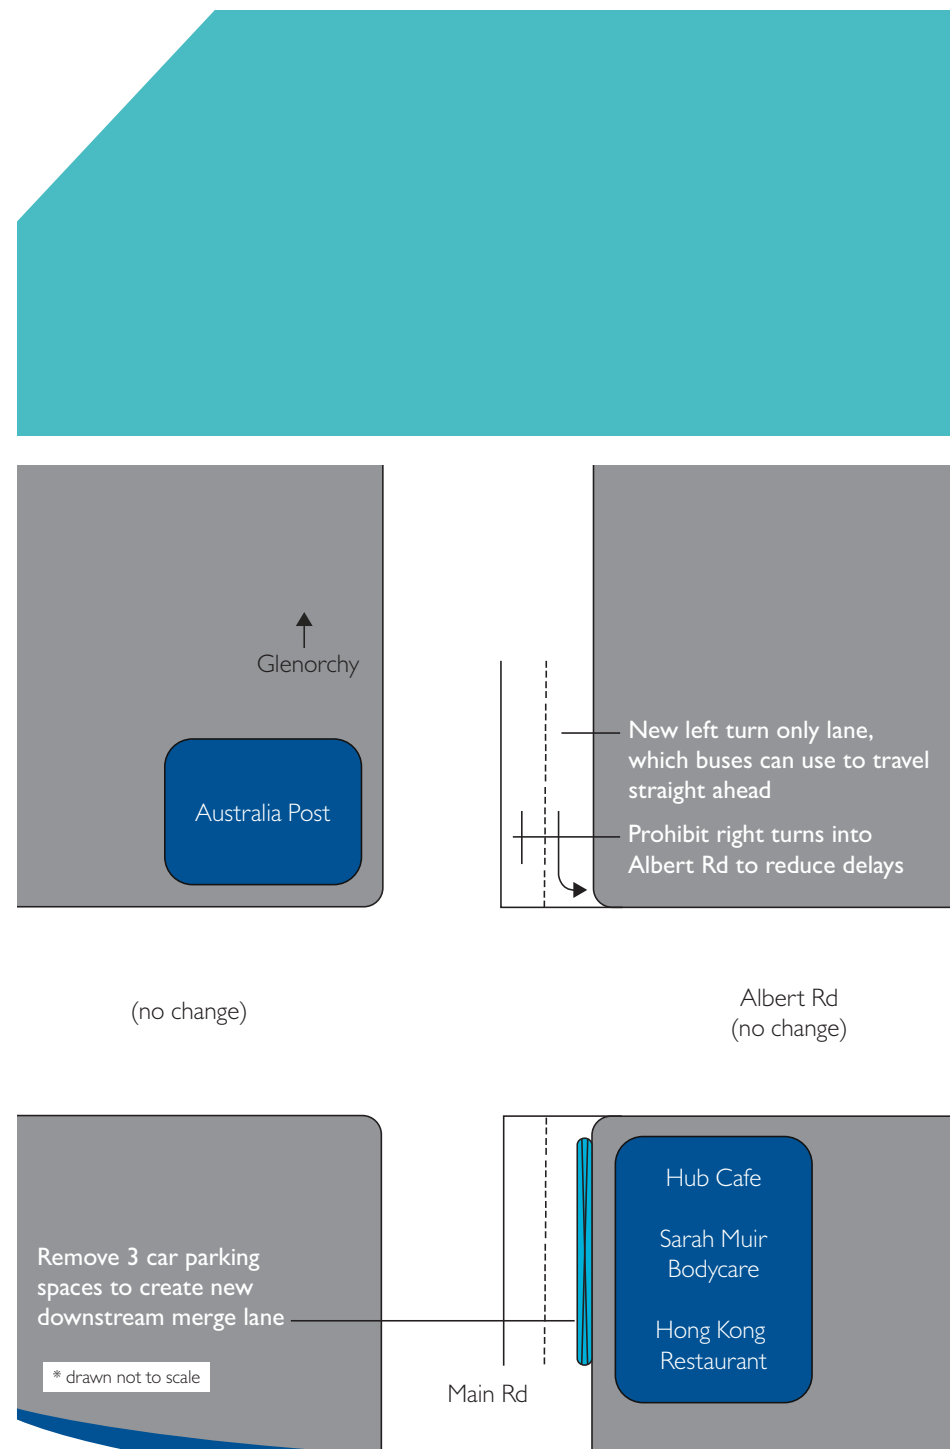 Glenorchy
Australia Post
New left turn only lane,
which buses can use to travel
straight ahead
Prohibit right turns into
Albert Rd to reduce delays
(no change)
Albert Rd
(no change)
Hub Cafe
Sarah Muir
Bodycare
Hong Kong
Restaurant
Remove 3 car parking
spaces to create new
downstream merge lane
* drawn not to scale
Main Rd